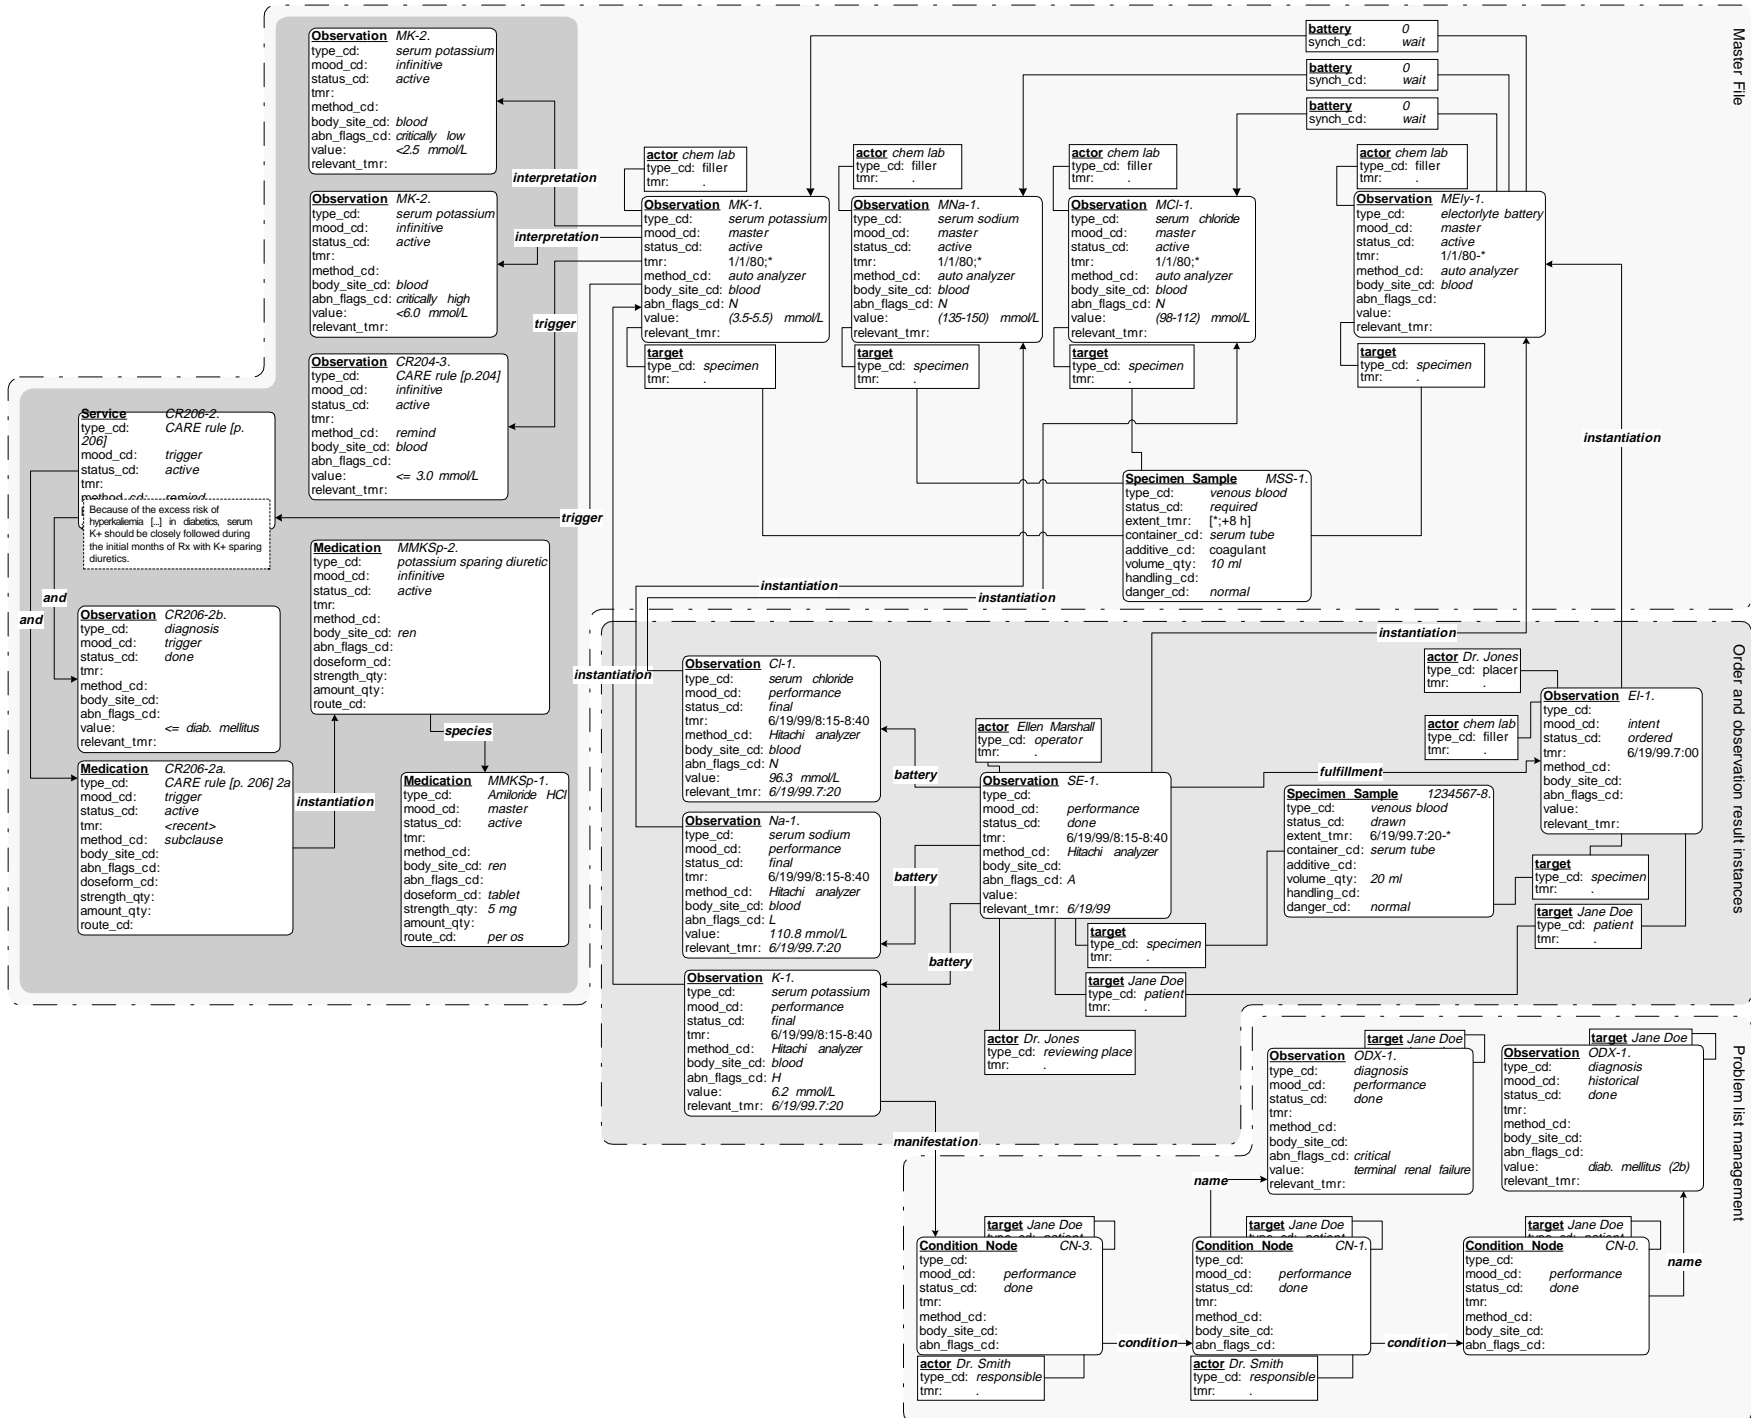 Master File
Observation MK-2.
type_cd: serum potassium
mood_cd: infinitive
status_cd: active
tmr:
method_cd:
body_site_cd: blood
abn_flags_cd: critically low
value: <2.5 mmol/L
relevant_tmr:
Observation MK-2.
type_cd: serum potassium
mood_cd: infinitive
status_cd: active
tmr:
method_cd:
body_site_cd: blood
abn_flags_cd: critically high
value: <6.0 mmol/L
relevant_tmr:
Observation CR204-3.
type_cd: CARE rule [p.204]
mood_cd: infinitive
status_cd: active
tmr:
method_cd: remind
body_site_cd: blood
abn_flags_cd:
value: <= 3.0 mmol/L
relevant_tmr:
interpretation
interpretation
trigger
trigger
battery 0
synch_cd: wait
battery 0
synch_cd: wait
battery 0
synch_cd: wait
actor chem lab
type_cd: filler
tmr: .
Observation MK-1.
type_cd: serum potassium
mood_cd: master
status_cd: active
tmr: 1/1/80;*
method_cd: auto analyzer
body_site_cd: blood
abn_flags_cd: N
value: (3.5-5.5) mmol/L
relevant_tmr:
target
type_cd: specimen
tmr: .
actor chem lab
type_cd: filler
tmr: .
Observation MNa-1.
type_cd: serum sodium
mood_cd: master
status_cd: active
tmr: 1/1/80;*
method_cd: auto analyzer
body_site_cd: blood
abn_flags_cd: N
value: (135-150) mmol/L
relevant_tmr:
target
type_cd: specimen
tmr: .
actor chem lab
type_cd: filler
tmr: .
Observation MCl-1.
type_cd: serum chloride
mood_cd: master
status_cd: active
tmr: 1/1/80;*
method_cd: auto analyzer
body_site_cd: blood
abn_flags_cd: N
value: (98-112) mmol/L
relevant_tmr:
target
type_cd: specimen
tmr: .
actor chem lab
type_cd: filler
tmr: .
Observation MEly-1.
type_cd: electorlyte battery
mood_cd: master
status_cd: active
tmr: 1/1/80-*
method_cd: auto analyzer
body_site_cd: blood
abn_flags_cd:
value:
relevant_tmr:
target
type_cd: specimen
tmr: .
instantiation
Specimen Sample MSS-1.
type_cd: venous blood
status_cd: required
extent_tmr: [*;+8 h]
container_cd: serum tube
additive_cd: coagulant
volume_qty: 10 ml
handling_cd:
danger_cd: normal
Service CR206-2.
type_cd: CARE rule [p.
206]
mood_cd: trigger
status_cd: active
tmr:
method_cd: remind
Because of the excess risk of
hyperkaliemia [...] in diabetics, serum
K+ should be closely followed during
the initial months of Rx with K+ sparing
diuretics.
and
and
Observation CR206-2b.
type_cd: diagnosis
mood_cd: trigger
status_cd: done
tmr:
method_cd:
body_site_cd:
abn_flags_cd:
value: <= diab. mellitus
relevant_tmr:
Medication CR206-2a.
type_cd: CARE rule [p. 206] 2a
mood_cd: trigger
status_cd: active
tmr: <recent>
method_cd: subclause
body_site_cd:
abn_flags_cd:
doseform_cd:
strength_qty:
amount_qty:
route_cd:
instantiation
Medication MMKSp-2.
type_cd: potassium sparing diuretic
mood_cd: infinitive
status_cd: active
tmr:
method_cd:
body_site_cd: ren
abn_flags_cd:
doseform_cd:
strength_qty:
amount_qty:
route_cd:
species
Medication MMKSp-1.
type_cd: Amiloride HCl
mood_cd: master
status_cd: active
tmr:
method_cd:
body_site_cd: ren
abn_flags_cd:
doseform_cd: tablet
strength_qty: 5 mg
amount_qty:
route_cd: per os
instantiation
instantiation
instantiation
instantiation
Order and observation result instances
Observation Cl-1.
type_cd: serum chloride
mood_cd: performance
status_cd: final
tmr: 6/19/99/8:15-8:40
method_cd: Hitachi analyzer
body_site_cd: blood
abn_flags_cd: N
value: 96.3 mmol/L
relevant_tmr: 6/19/99.7:20
Observation Na-1.
type_cd: serum sodium
mood_cd: performance
status_cd: final
tmr: 6/19/99/8:15-8:40
method_cd: Hitachi analyzer
body_site_cd: blood
abn_flags_cd: L
value: 110.8 mmol/L
relevant_tmr: 6/19/99.7:20
Observation K-1.
type_cd: serum potassium
mood_cd: performance
status_cd: final
tmr: 6/19/99/8:15-8:40
method_cd: Hitachi analyzer
body_site_cd: blood
abn_flags_cd: H
value: 6.2 mmol/L
relevant_tmr: 6/19/99.7:20
battery
battery
battery
actor Ellen Marshall
type_cd: operator
tmr: .
Observation SE-1.
type_cd:
mood_cd: performance
status_cd: done
tmr: 6/19/99/8:15-8:40
method_cd: Hitachi analyzer
body_site_cd:
abn_flags_cd: A
value:
relevant_tmr: 6/19/99
target
type_cd: specimen
tmr: .
target Jane Doe
type_cd: patient
tmr: .
actor Dr. Jones
type_cd: reviewing place
tmr: .
fulfillment
Specimen Sample 1234567-8.
type_cd: venous blood
status_cd: drawn
extent_tmr: 6/19/99.7:20-*
container_cd: serum tube
additive_cd:
volume_qty: 20 ml
handling_cd:
danger_cd: normal
actor Dr. Jones
type_cd: placer
tmr: .
actor chem lab
type_cd: filler
tmr: .
Observation EI-1.
type_cd:
mood_cd: intent
status_cd: ordered
tmr: 6/19/99.7:00
method_cd:
body_site_cd:
abn_flags_cd:
value:
relevant_tmr:
target
type_cd: specimen
tmr: .
target Jane Doe
type_cd: patient
tmr: .
Problem list management
manifestation
target Jane Doe
Observation ODX-1.
type_cd: diagnosis
mood_cd: performance
status_cd: done
tmr:
method_cd:
body_site_cd:
abn_flags_cd: critical
value: terminal renal failure
relevant_tmr:
target Jane Doe
Observation ODX-1.
type_cd: diagnosis
mood_cd: historical
status_cd: done
tmr:
method_cd:
body_site_cd:
abn_flags_cd:
value: diab. mellitus (2b)
relevant_tmr:
name
name
target Jane Doe
type_cd: patient
Condition Node CN-3.
type_cd:
mood_cd: performance
status_cd: done
tmr:
method_cd:
body_site_cd:
abn_flags_cd:
actor Dr. Smith
type_cd: responsible
tmr: .
condition
target Jane Doe
type_cd: patient
Condition Node CN-1.
type_cd:
mood_cd: performance
status_cd: done
tmr:
method_cd:
body_site_cd:
abn_flags_cd:
actor Dr. Smith
type_cd: responsible
tmr: .
condition
target Jane Doe
type_cd: patient
Condition Node CN-0.
type_cd:
mood_cd: performance
status_cd: done
tmr:
method_cd:
body_site_cd:
abn_flags_cd: